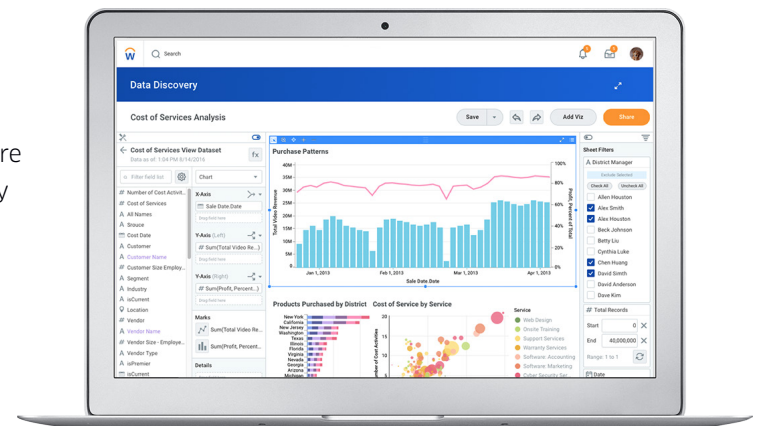 re
y
W
Search
Data Discovery
Cost of Services Analysis
Save
Add Viz
Share
Cost of Services View Dataset
Data as of: 1:04 PM 6/14/2016
fx
Filter field list
# Number of Cost Activit...
# Cost of Services
A All Names
A Srouce
Cost Date
A Customer
A Customer Name
# Customer Size Employ...
A Segment
A Industry
A isCurrent
Location
# Vendor
A Vendor Name
# Vendor Size - Employe...
A Vendor Type
A isPremier
isCurrent
Chart
X-Axis
Sale Date.Date
Drag field here
Y-Axis (Left)
# Sum(Total Video Re...)
Drag field here
Y-Axis (Right)
# Sum(Profit, Percent...)
Drag field here
Marks
Sum(Total Video Re...
Sum(Profit, Percent...
Details
Purchase Patterns
Total Video Revenue
40M
35M
30M
25M
20M
15M
10M
5M
0
100%
80%
60%
40%
20%
0%
Profit, Percent of Total
Jan 1, 2013
Feb 1, 2013
Mar 1, 2013
Apr 1, 2013
Sale Date.Date
Products Purchased by District
New York
California
New Jersey
Washington
Texas
Illinois
Florida
Virginia
Nevada
Georgia
Arizona
Michigan
Cost of Service by Service
Number of Cost Activities
20
15
10
5
Service
Web Design
Onsite Training
Support Services
Warranty Services
Software: Accounting
Software: Marketing
Cyber Security Ser...
Sheet Filters
A District Manager
Exclude Selected
Check All
Uncheck All
Allen Houston
Alex Smith
Alex Houston
Beck Johnson
Betty Liu
Cynthia Luke
Chen Huang
David Simth
David Anderson
Dave Kim
# Total Records
Start
0
End
40,000,000
Range: 1 to 1
Date